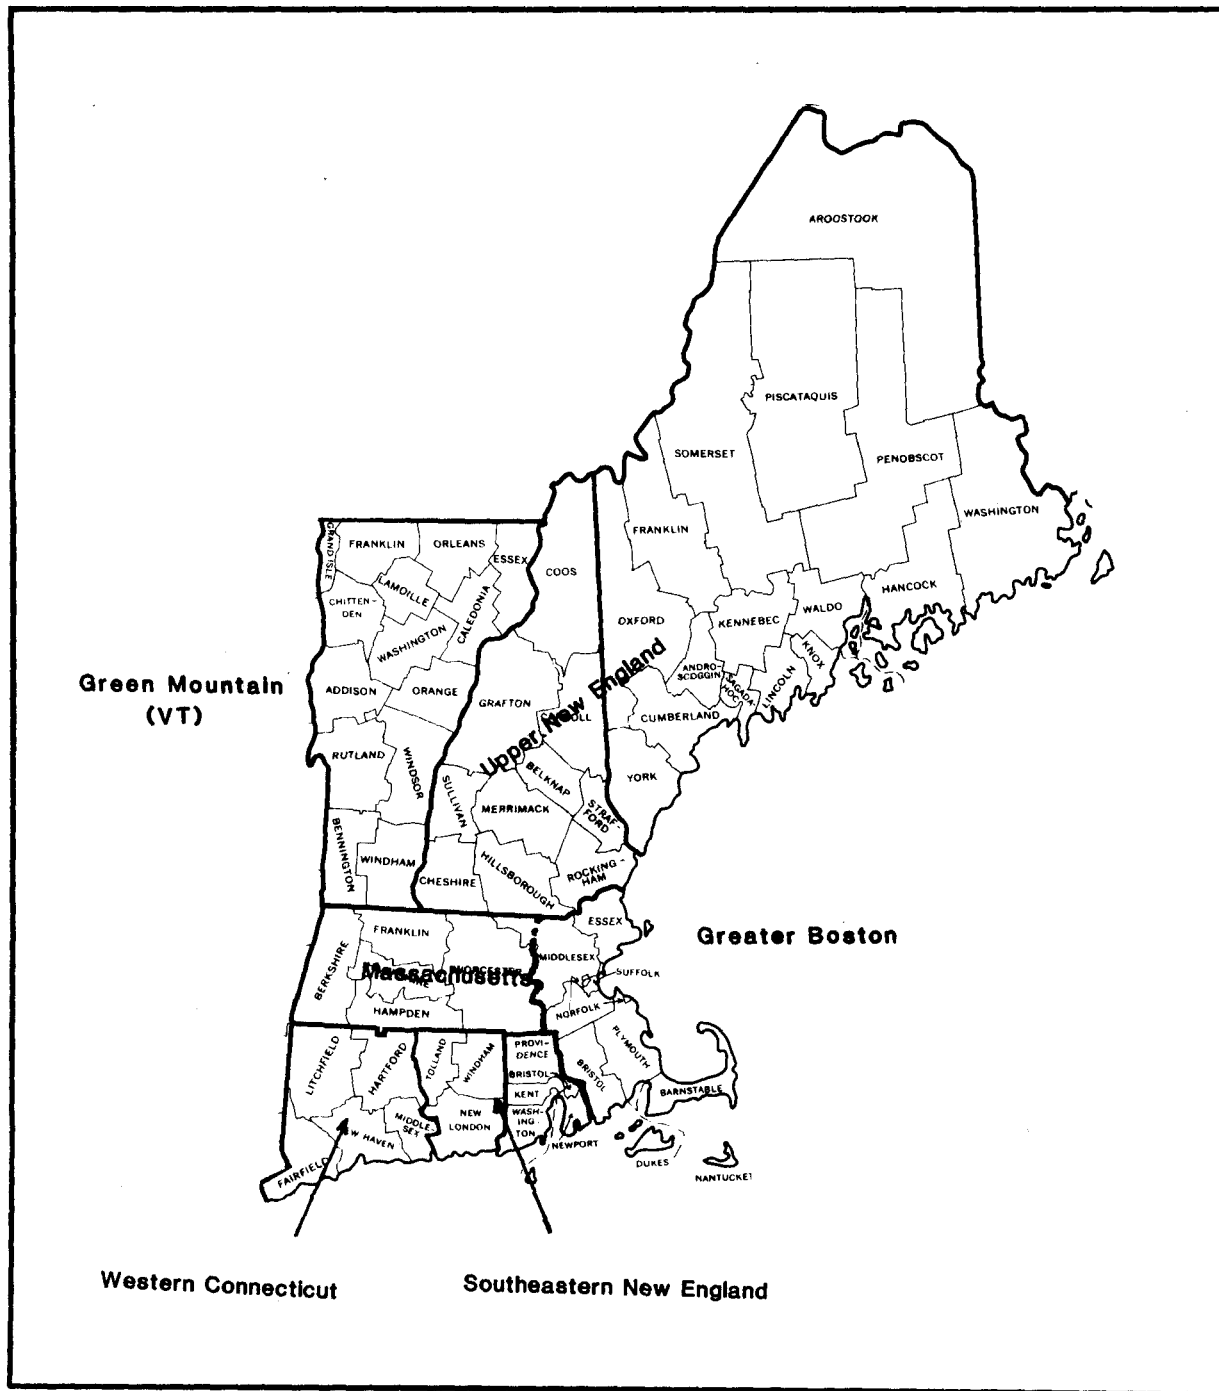 AROOSTOOK
PISCATAQUIS
SOMERSET
PENOBSCOT
WASHINGTON
FRANKLIN
HANCOCK
OXFORD
KENNEBEC
WALDO
KNOX
LINCOLN
ANDRO-
SCOGGIN
SAGADA-
HOC
CUMBERLAND
YORK
GRAND ISLE
FRANKLIN
ORLEANS
ESSEX
COOS
LAMOILLE
CHITTEN-
DEN
CALEDONIA
WASHINGTON
ADDISON
ORANGE
GRAFTON
Green Mountain
(VT)
Upper New England
RUTLAND
WINDSOR
SULLIVAN
BELKNAP
MERRIMACK
STRAF-
FORD
BENNINGTON
WINDHAM
CHESHIRE
HILLSBOROUGH
ROCKING-
HAM
ESSEX
Greater Boston
FRANKLIN
BERKSHIRE
MIDDLESEX
Massachusetts
SUFFOLK
HAMPDEN
NORFOLK
PLYMOUTH
BRISTOL
BARNSTABLE
LITCHFIELD
HARTFORD
TOLLAND
WINDHAM
PROVI-
DENCE
BRISTOL
KENT
WASH-
ING
TON
NEW
LONDON
MIDDLE-
SEX
HAVEN
FAIRFIELD
NEWPORT
DUKES
NANTUCKET
Western Connecticut
Southeastern New England